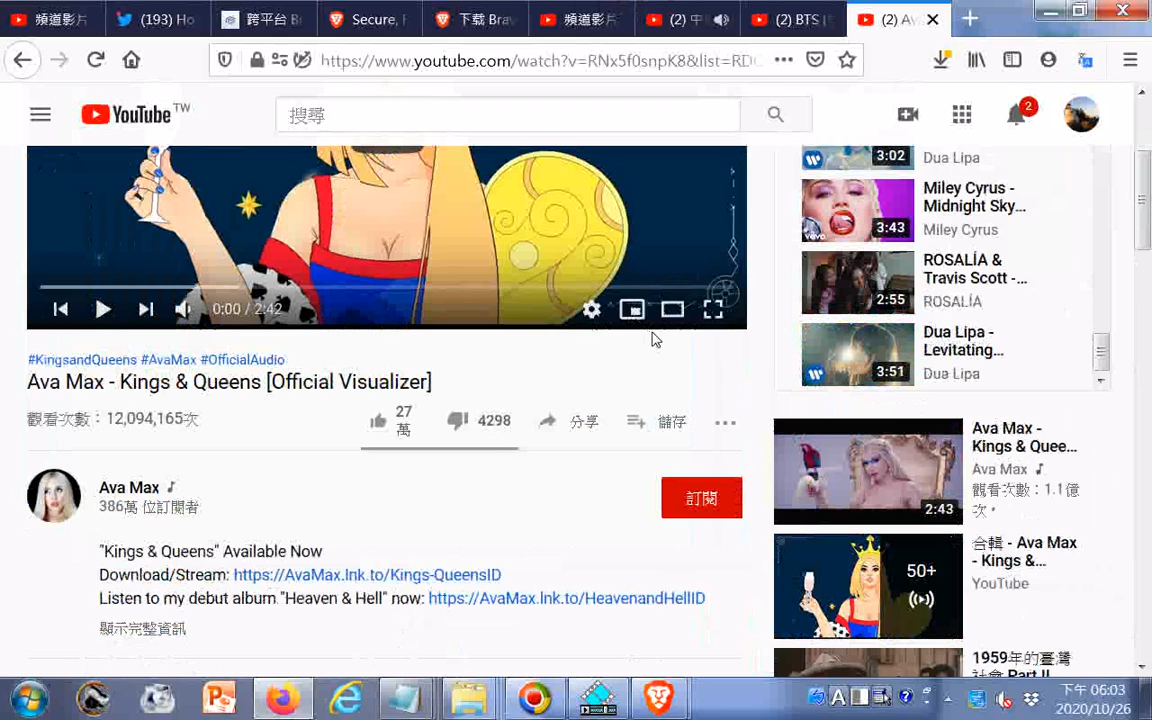 頻道影片
(193) Ho
跨平台 B
Secure, F
下载 Brav
頻道影片
(2) 中
(2) BTS
(2) Av
https://www.youtube.com/watch?v=RNx5f0snpK8&list=RDC
YouTube TW
搜尋
2
3:02
Dua Lipa
Miley Cyrus -
Midnight Sky...
3:43
vevo
Miley Cyrus
ROSALÍA &
Travis Scott -...
2:55
ROSALÍA
Dua Lipa -
Levitating...
3:51
Dua Lipa
0:00 / 2:42
#KingsandQueens #AvaMax #OfficialAudio
Ava Max - Kings & Queens [Official Visualizer]
觀看次數：12,094,165次
27
萬
4298
分享
儲存
Ava Max
386萬 位訂閱者
訂閱
"Kings & Queens" Available Now
Download/Stream: https://AvaMax.lnk.to/Kings-QueensID
Listen to my debut album "Heaven & Hell" now: https://AvaMax.lnk.to/HeavenandHellID
顯示完整資訊
Ava Max -
Kings & Quee...
Ava Max
觀看次數：1.1億
次・
2:43
合輯 - Ava Max
- Kings &...
YouTube
50+
1959年的臺灣
社會 Part II
下午 06:03
2020/10/26